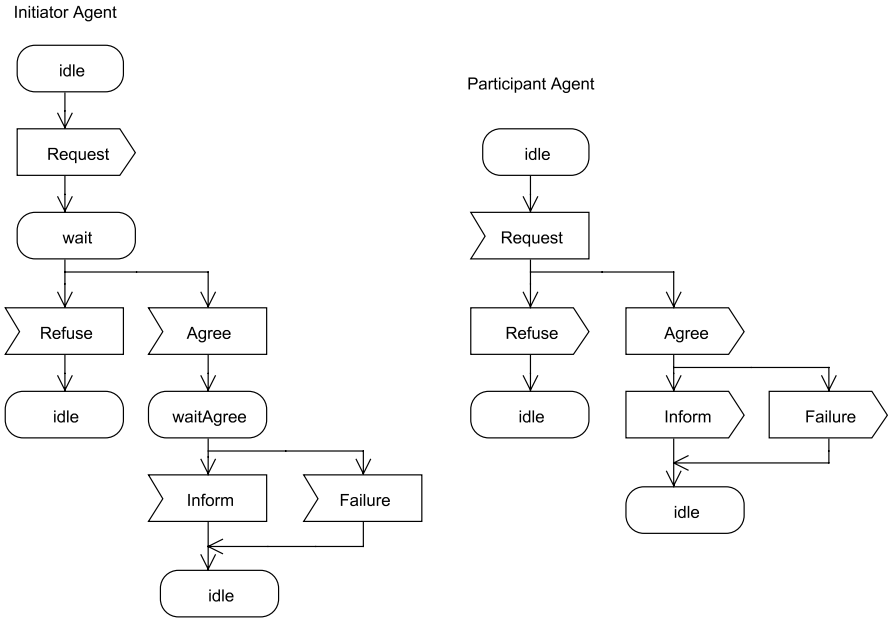 Initiator Agent
idle
Request
wait
Refuse
Agree
idle
waitAgree
Inform
Failure
idle
Participant Agent
idle
Request
Refuse
Agree
idle
Inform
Failure
idle